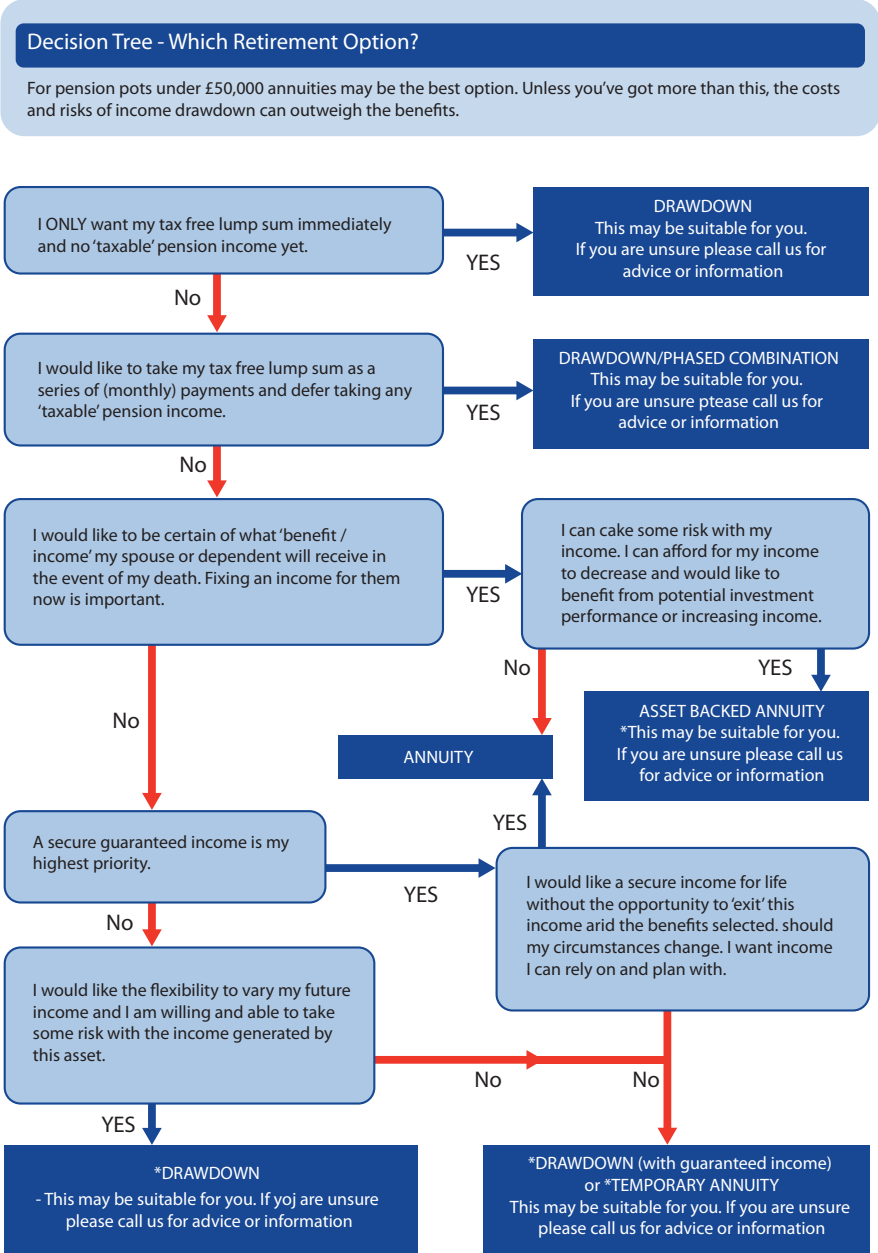 Decision Tree - Which Retirement Option?
For pension pots under £50,000 annuities may be the best option. Unless you've got more than this, the costs
and risks of income drawdown can outweigh the benefits.
I ONLY want my tax free lump sum immediately
and no 'taxable' pension income yet.
YES
DRAWDOWN
This may be suitable for you.
If you are unsure please call us for
advice or information
No
I would like to take my tax free lump sum as a
series of (monthly) payments and defer taking any
'taxable' pension income.
YES
DRAWDOWN/PHASED COMBINATION
This may be suitable for you.
If you are unsure ptease call us for
advice or information
No
I would like to be certain of what 'benefit /
income' my spouse or dependent will receive in
the event of my death. Fixing an income for them
now is important.
YES
I can cake some risk with my
income. I can afford for my income
to decrease and would like to
benefit from potential investment
performance or increasing income.
No
YES
No
ASSET BACKED ANNUITY
*This may be suitable for you.
If you are unsure please call us
for advice or information
ANNUITY
YES
A secure guaranteed income is my
highest priority.
YES
I would like a secure income for life
without the opportunity to 'exit' this
income arid the benefits selected. should
my circumstances change. I want income
I can rely on and plan with.
No
I would like the flexibility to vary my future
income and I am willing and able to take
some risk with the income generated by
this asset.
No
No
YES
*DRAWDOWN
- This may be suitable for you. If yoj are unsure
please call us for advice or information
*DRAWDOWN (with guaranteed income)
or *TEMPORARY ANNUITY
This may be suitable for you. If you are unsure
please call us for advice or information